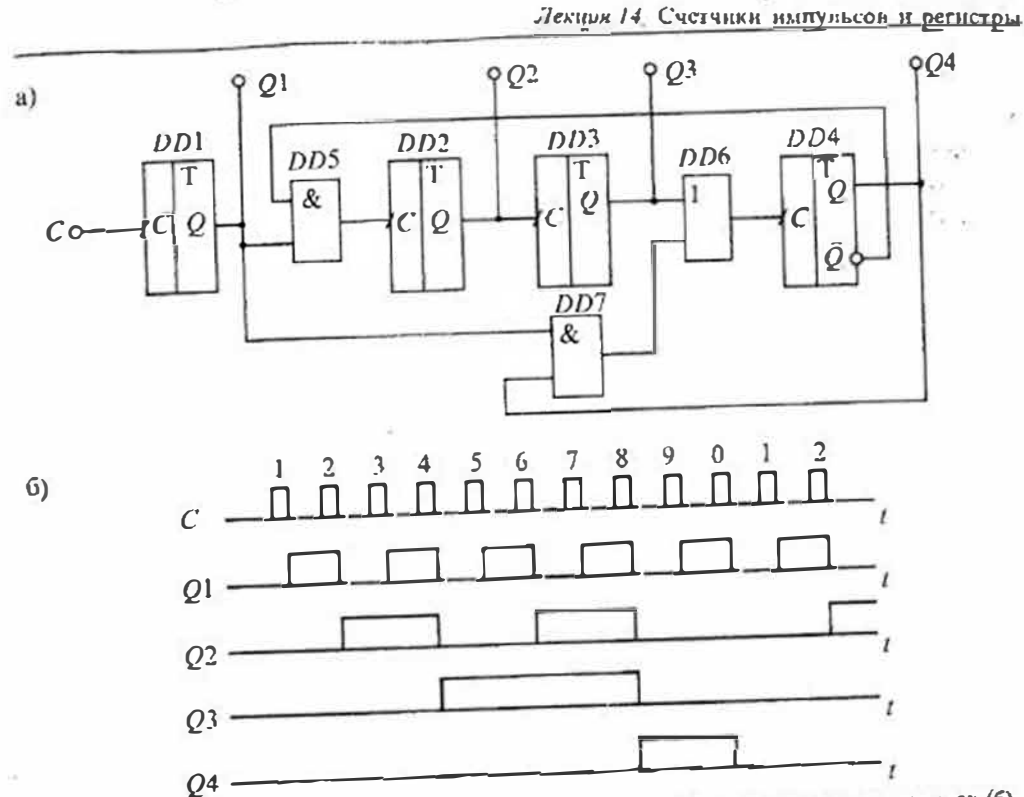 Лекция 14. Счетчики импульсов и регистры
а)
Q1
Q2
Q3
Q4
DD1
DD5
DD2
DD3
DD6
DD4
T
&
T
T
1
T
C
C
Q
C
Q
C
Q
C
Q
Q̄
DD7
&
б)
1 2 3 4 5 6 7 8 9 0 1 2
C
t
Q1
t
Q2
t
Q3
t
Q4
t
(б)